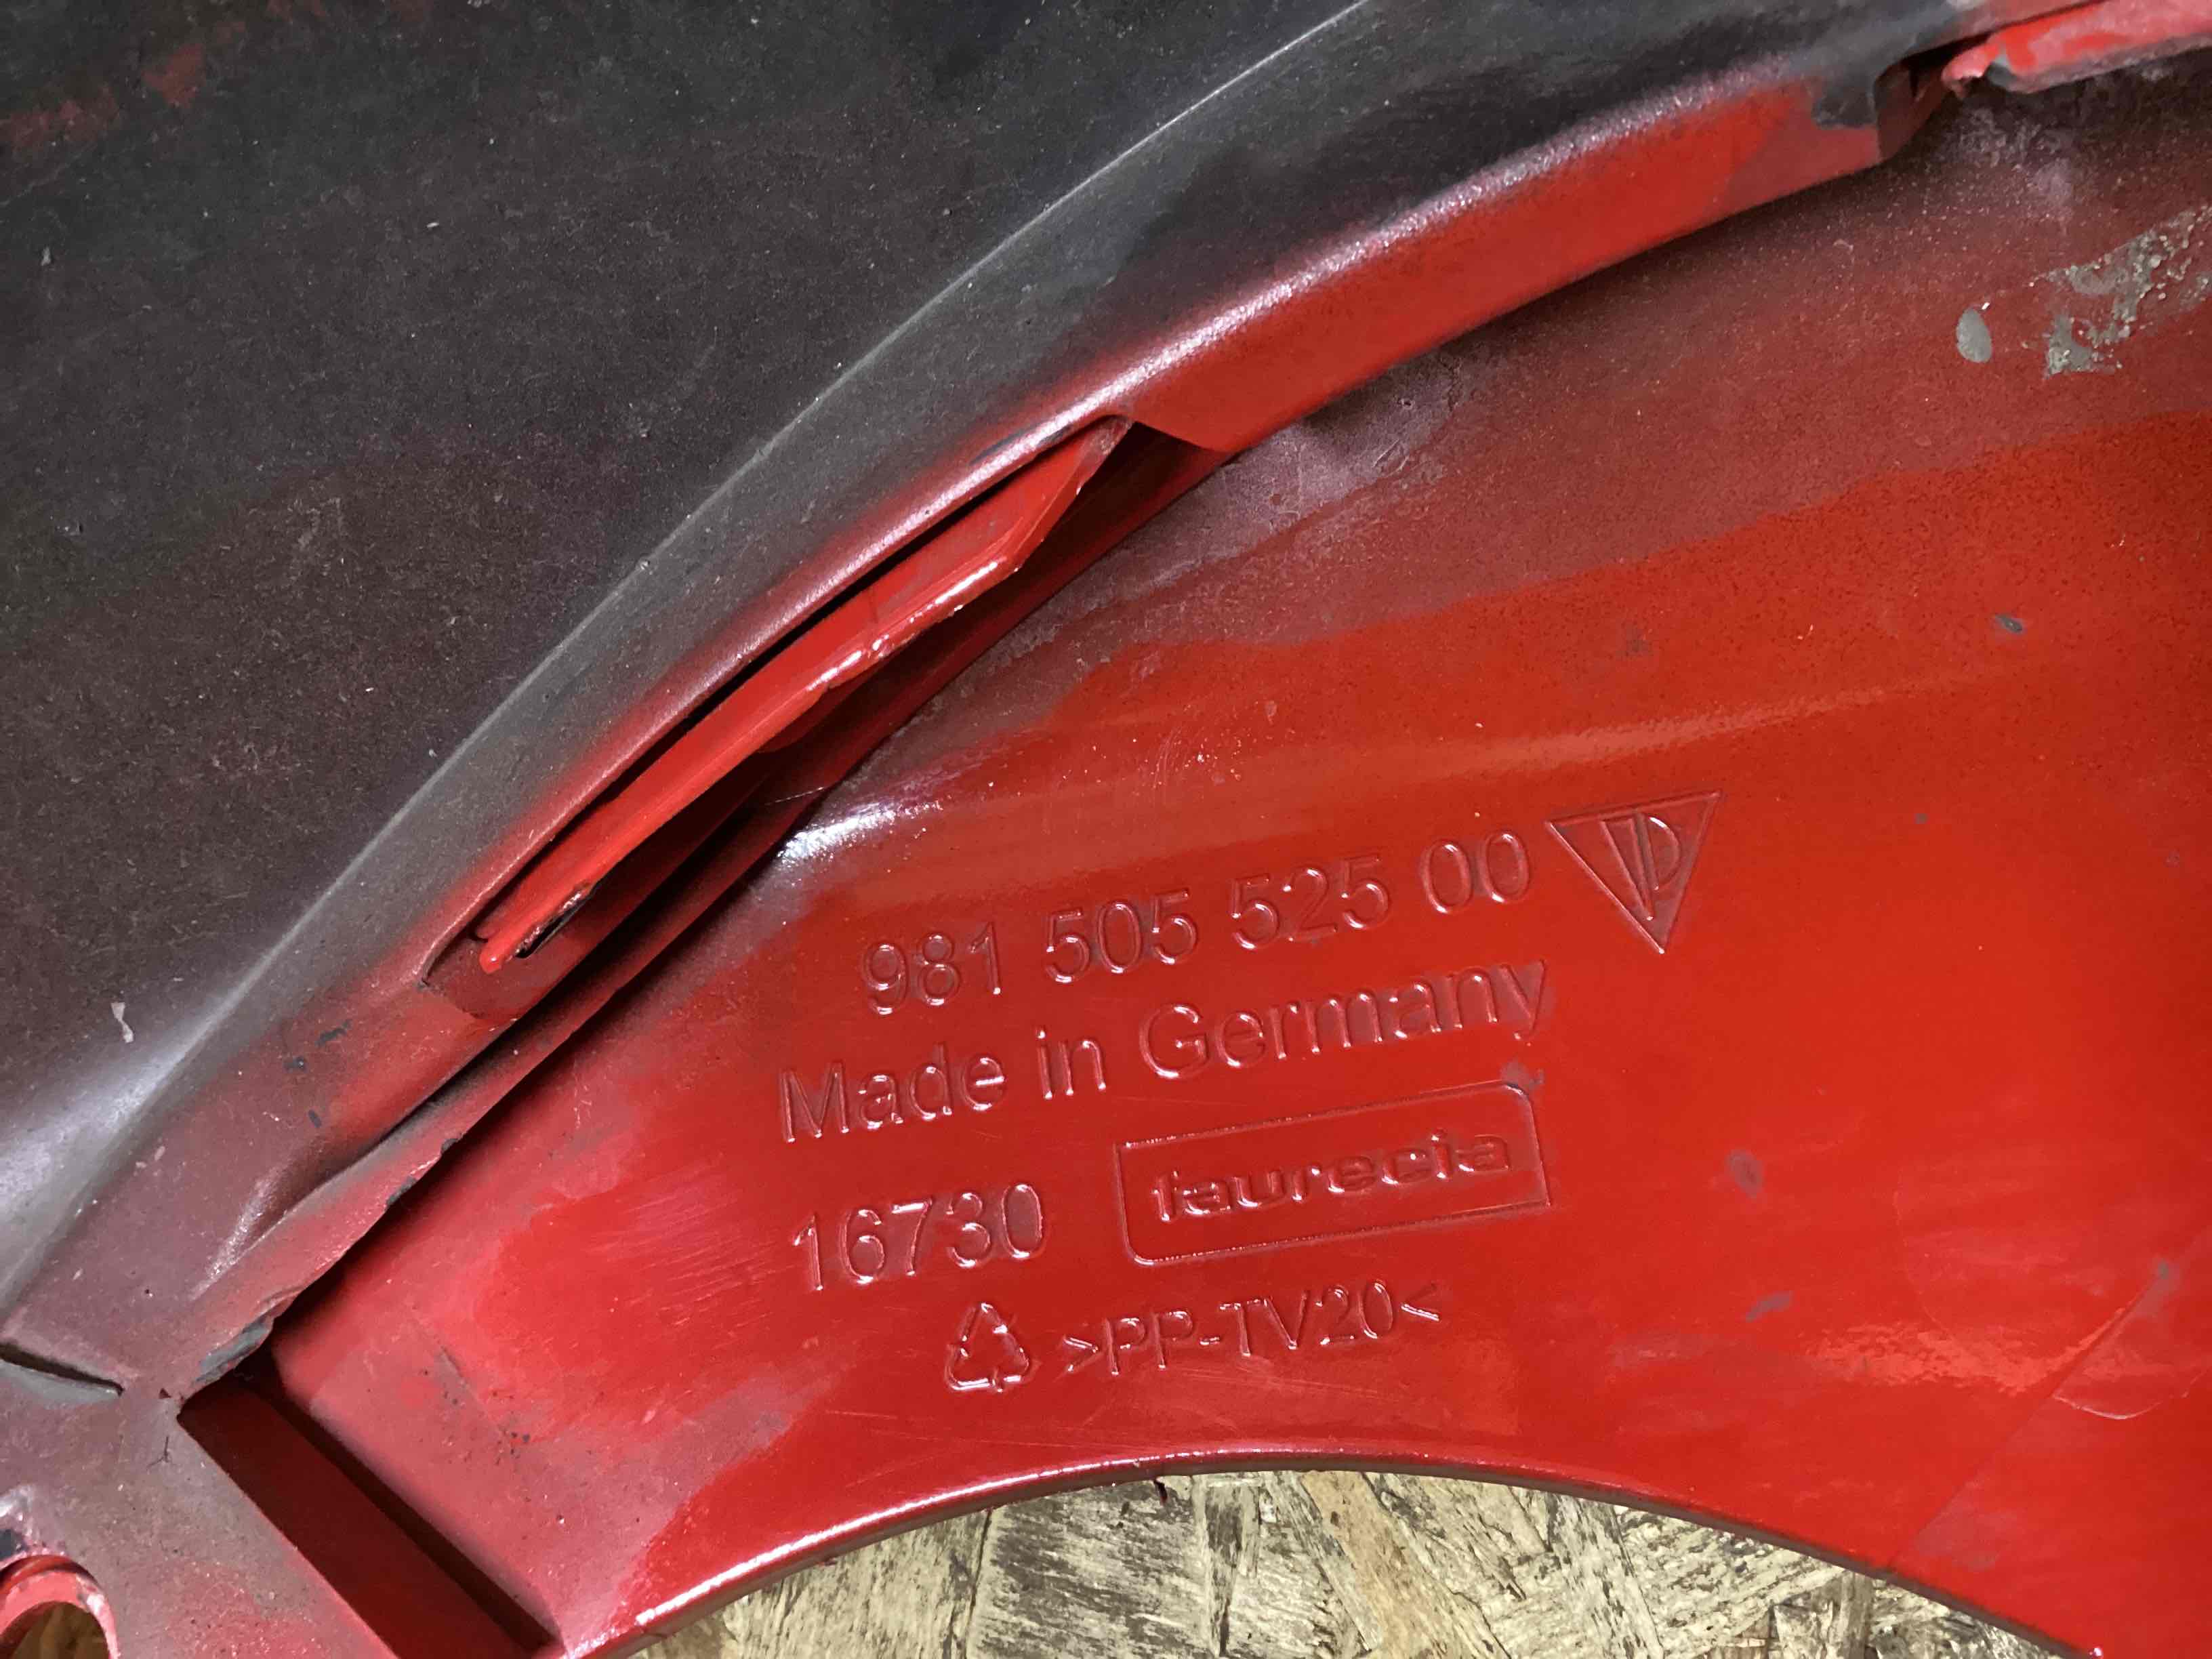 981 505 525 00
Made in Germany
16730 faurecia
>PP-TV20<